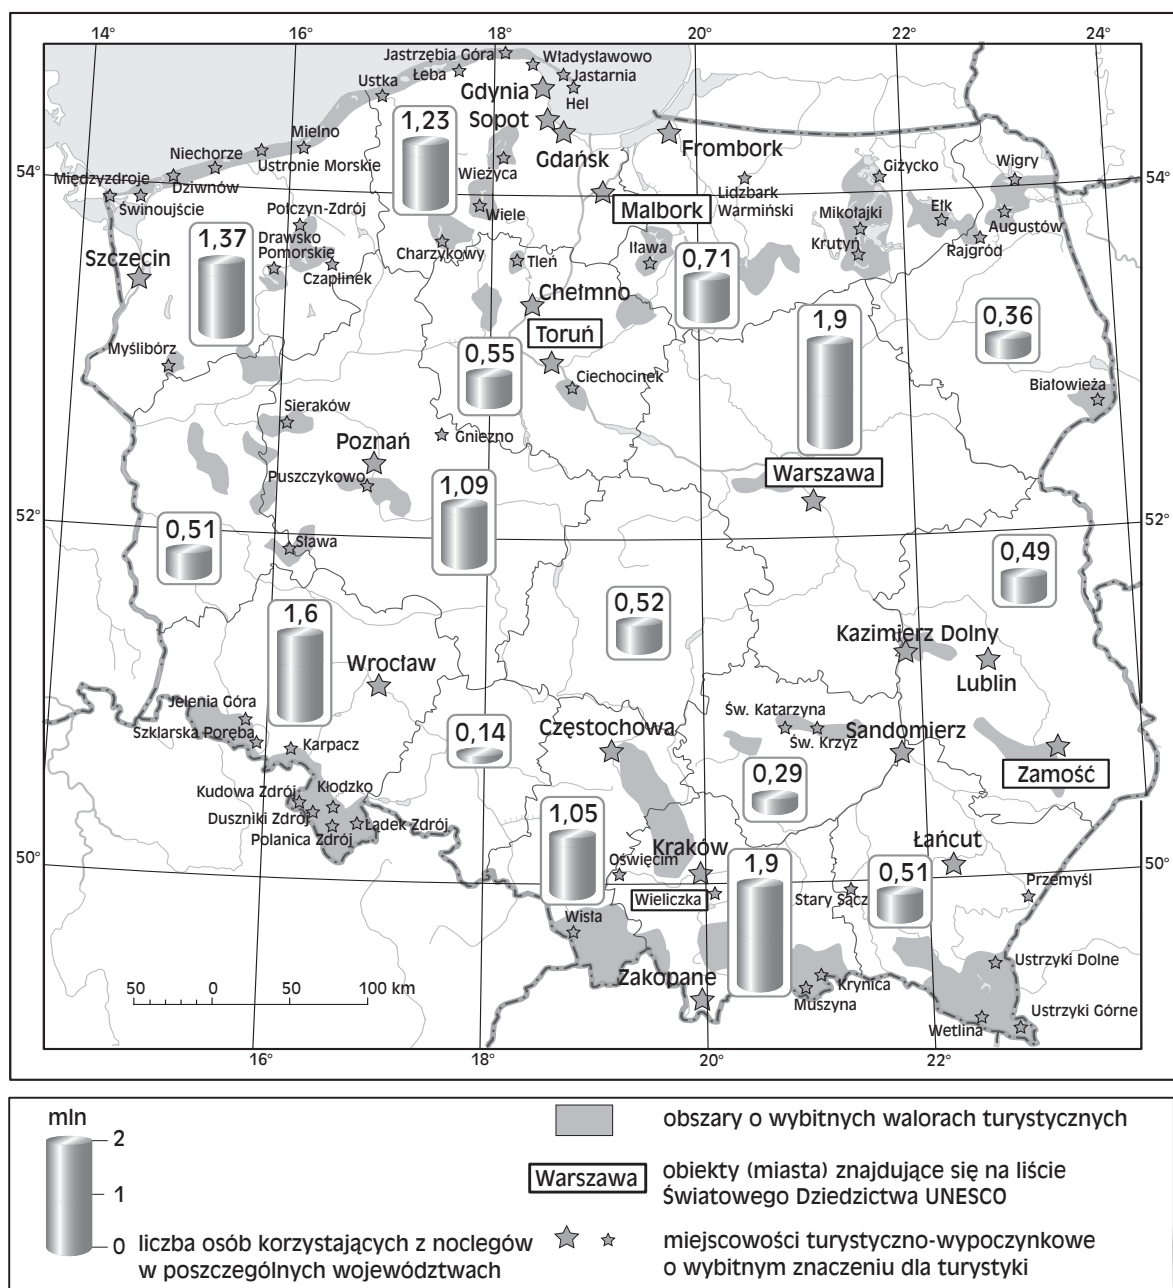 14° 16° 18° 20° 22° 24°
Jastrzębia Góra
Władysławowo
Łeba
Jastarnia
Ustka
Gdynia
Hel
1,23
Sopot
Mielno
Gdańsk
Frombork
Niechorze
Ustronie Morskie
Wieżyca
Giżycko
Wigry
54°
54°
Międzyzdroje
Dziwnów
Lidzbark
Warmiński
Świnoujście
Malbork
Ełk
Połczyn-Zdrój
Wiele
Mikołajki
Augustów
1,37
Drawsko
Pomorskie
Charzykowy
Iława
Krutyń
Rajgród
Szczecin
Czaplinek
Tleń
0,71
Chełmno
1,9
0,36
Toruń
Myślibórz
0,55
Ciechocinek
Białowieża
Sieraków
Poznań
Gniezno
Puszczykowo
Warszawa
1,09
52°
52°
0,51
Sława
0,49
1,6
0,52
Kazimierz Dolny
Wrocław
Lublin
Jelenia Góra
Św. Katarzyna
Szklarska Poręba
0,14
Częstochowa
Sandomierz
Karpacz
Św. Krzyż
0,29
Zamość
Kudowa Zdrój
Kłodzko
Duszniki Zdrój
Lądek Zdrój
1,05
Polanica Zdrój
Łańcut
50°
Kraków
50°
Oświęcim
1,9
0,51
Przemyśl
Wieliczka
Stary Sącz
Wisła
Ustrzyki Dolne
Zakopane
Krynica
50 0 50 100 km
Muszyna
Ustrzyki Górne
Wetlina
16° 18° 20° 22°
mln
2
1
0
liczba osób korzystających z noclegów
w poszczególnych województwach
obszary o wybitnych walorach turystycznych
Warszawa
obiekty (miasta) znajdujące się na liście
Światowego Dziedzictwa UNESCO
miejscowości turystyczno-wypoczynkowe
o wybitnym znaczeniu dla turystyki